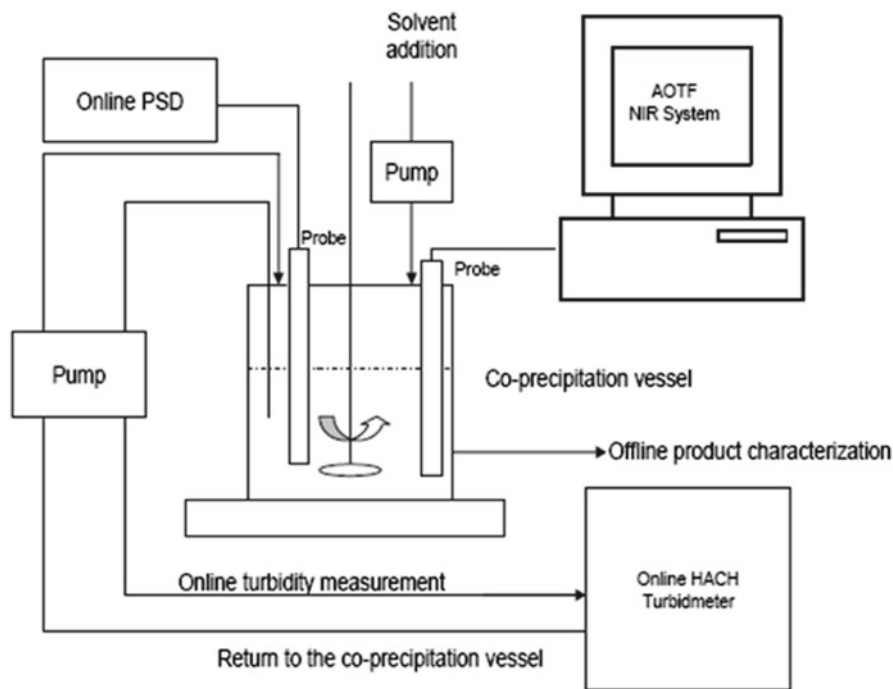 Solvent
addition
Online PSD
AOTF
NIR System
Pump
Probe
Probe
Pump
Co-precipitation vessel
Offline product characterization
Online turbidity measurement
Online HACH
Turbidmeter
Return to the co-precipitation vessel